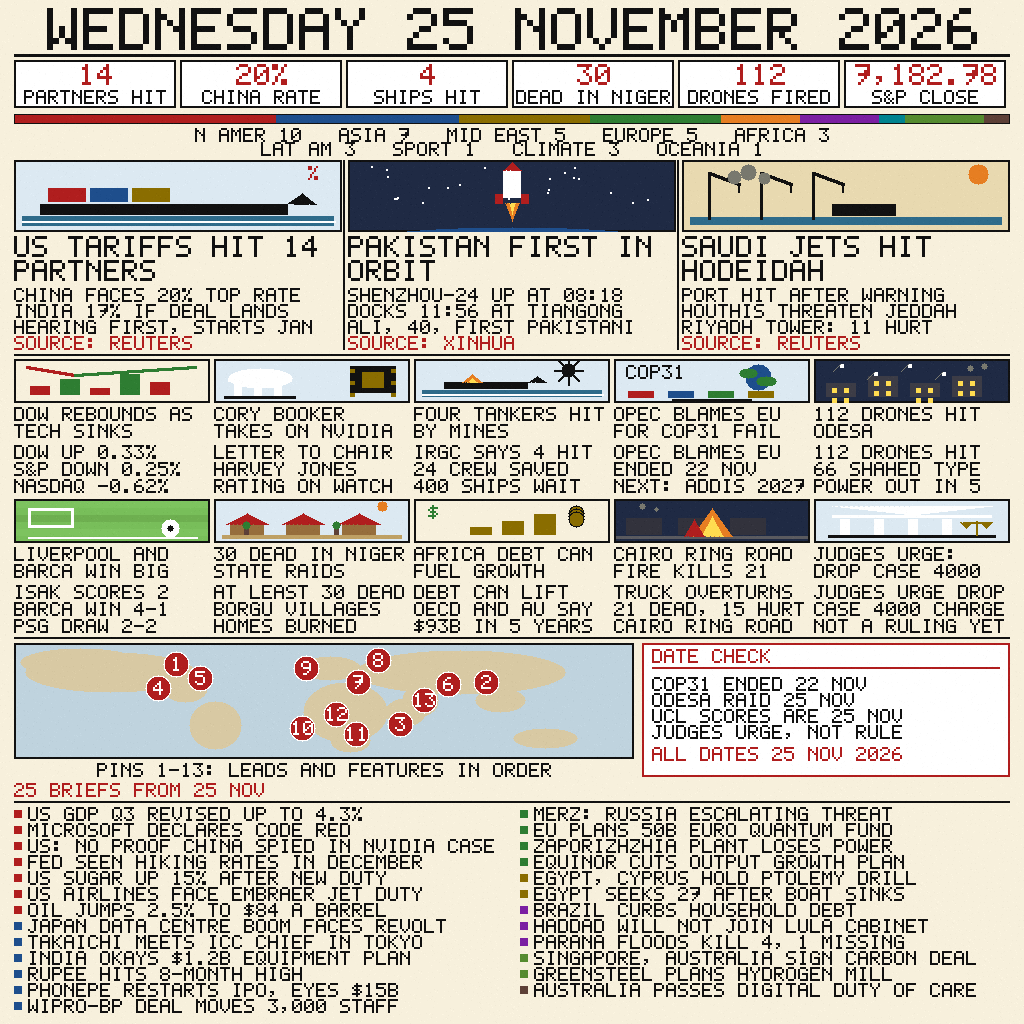 WEDNESDAY 25 NOVEMBER 2026
14
PARTNERS HIT
20%
CHINA RATE
4
SHIPS HIT
30
DEAD IN NIGER
112
DRONES FIRED
7,182.78
S&P CLOSE
N AMER 10 ASIA 7 MID EAST 5 EUROPE 5 AFRICA 3
LAT AM 3 SPORT 1 CLIMATE 3 OCEANIA 1
%
US TARIFFS HIT 14
PARTNERS
CHINA FACES 20% TOP RATE
INDIA 17% IF DEAL LANDS
HEARING FIRST, STARTS JAN
SOURCE: REUTERS
PAKISTAN FIRST IN
ORBIT
SHENZHOU-24 UP AT 08:18
DOCKS 11:56 AT TIANGONG
ALI, 40, FIRST PAKISTANI
SOURCE: XINHUA
SAUDI JETS HIT
HODEIDAH
PORT HIT AFTER WARNING
HOUTHIS THREATEN JEDDAH
RIYADH TOWER: 11 HURT
SOURCE: REUTERS
DOW REBOUNDS AS
TECH SINKS
DOW UP 0.33%
S&P DOWN 0.25%
NASDAQ -0.62%
CORY BOOKER
TAKES ON NVIDIA
LETTER TO CHAIR
HARVEY JONES
RATING ON WATCH
FOUR TANKERS HIT
BY MINES
IRGC SAYS 4 HIT
24 CREW SAVED
400 SHIPS WAIT
COP31
OPEC BLAMES EU
FOR COP31 FAIL
OPEC BLAMES EU
ENDED 22 NOV
NEXT: ADDIS 2027
112 DRONES HIT
ODESA
112 DRONES HIT
66 SHAHED TYPE
POWER OUT IN 5
LIVERPOOL AND
BARCA WIN BIG
ISAK SCORES 2
BARCA WIN 4-1
PSG DRAW 2-2
30 DEAD IN NIGER
STATE RAIDS
AT LEAST 30 DEAD
BORGU VILLAGES
HOMES BURNED
$
AFRICA DEBT CAN
FUEL GROWTH
DEBT CAN LIFT
OECD AND AU SAY
$93B IN 5 YEARS
CAIRO RING ROAD
FIRE KILLS 21
TRUCK OVERTURNS
21 DEAD, 15 HURT
CAIRO RING ROAD
JUDGES URGE:
DROP CASE 4000
JUDGES URGE DROP
CASE 4000 CHARGE
NOT A RULING YET
1
5
4
9
8
7
6
2
13
12
10
11
3
PINS 1-13: LEADS AND FEATURES IN ORDER
DATE CHECK
COP31 ENDED 22 NOV
ODESA RAID 25 NOV
UCL SCORES ARE 25 NOV
JUDGES URGE, NOT RULE
ALL DATES 25 NOV 2026
25 BRIEFS FROM 25 NOV
US GDP Q3 REVISED UP TO 4.3%
MICROSOFT DECLARES CODE RED
US: NO PROOF CHINA SPIED IN NVIDIA CASE
FED SEEN HIKING RATES IN DECEMBER
US SUGAR UP 15% AFTER NEW DUTY
US AIRLINES FACE EMBRAER JET DUTY
OIL JUMPS 2.5% TO $84 A BARREL
JAPAN DATA CENTRE BOOM FACES REVOLT
TAKAICHI MEETS ICC CHIEF IN TOKYO
INDIA OKAYS $1.2B EQUIPMENT PLAN
RUPEE HITS 8-MONTH HIGH
PHONEPE RESTARTS IPO, EYES $15B
WIPRO-BP DEAL MOVES 3,000 STAFF
MERZ: RUSSIA ESCALATING THREAT
EU PLANS 50B EURO QUANTUM FUND
ZAPORIZHZHIA PLANT LOSES POWER
EQUINOR CUTS OUTPUT GROWTH PLAN
EGYPT, CYPRUS HOLD PTOLEMY DRILL
EGYPT SEEKS 27 AFTER BOAT SINKS
BRAZIL CURBS HOUSEHOLD DEBT
HADDAD WILL NOT JOIN LULA CABINET
PARANA FLOODS KILL 4, 1 MISSING
SINGAPORE, AUSTRALIA SIGN CARBON DEAL
GREENSTEEL PLANS HYDROGEN MILL
AUSTRALIA PASSES DIGITAL DUTY OF CARE